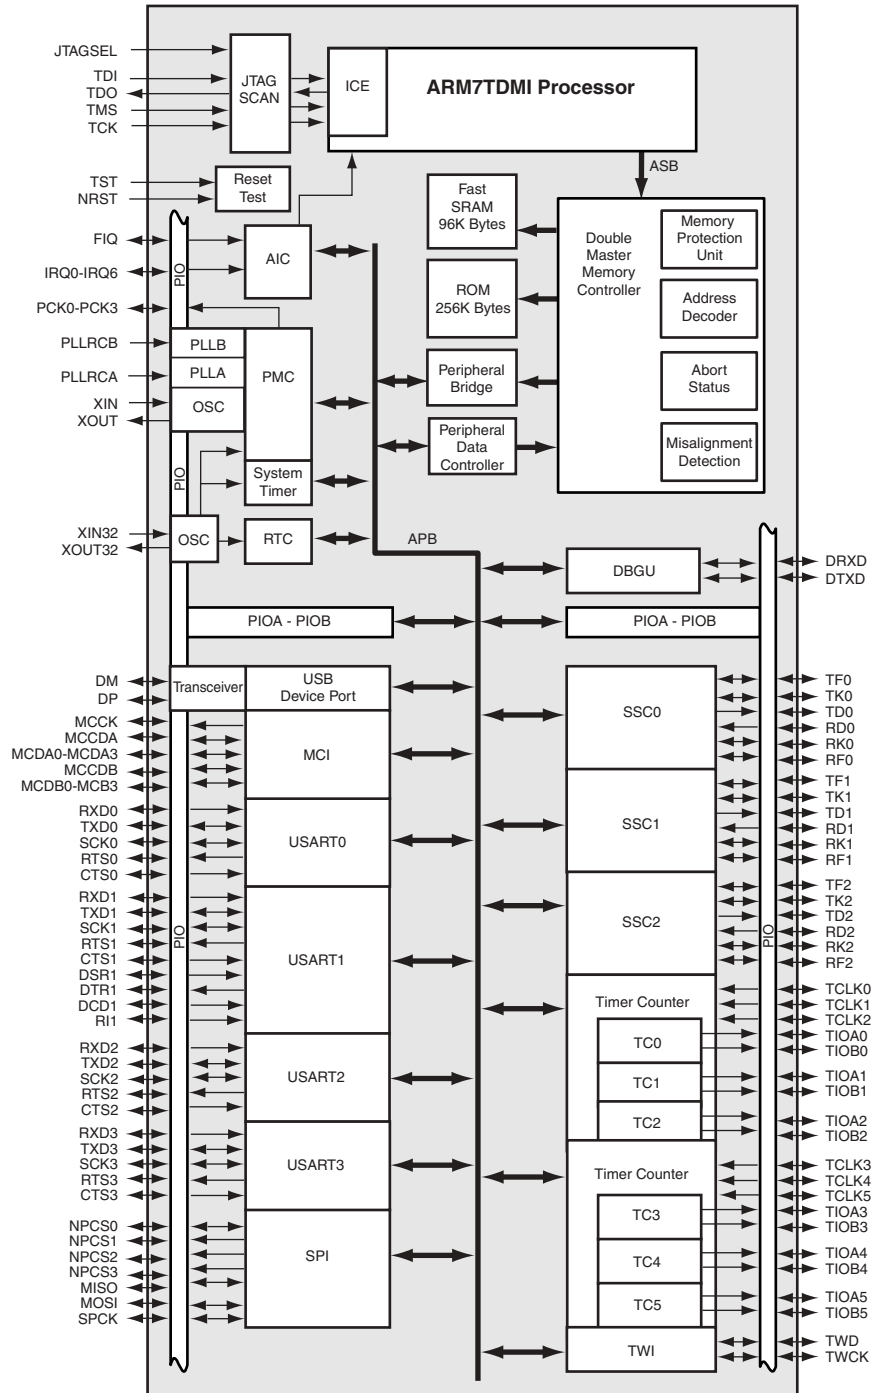 JTAGSEL
TDI
TDO
TMS
TCK
JTAG
SCAN
ICE
ARM7TDMI Processor
ASB
TST
NRST
Reset
Test
Fast
SRAM
96K Bytes
ROM
256K Bytes
Double
Master
Memory
Controller
Memory
Protection
Unit
Address
Decoder
Abort
Status
Misalignment
Detection
FIQ
IRQ0-IRQ6
PCK0-PCK3
PIO
AIC
PLLRCB
PLLRCA
XIN
XOUT
PLLB
PLLA
OSC
PMC
Peripheral
Bridge
Peripheral
Data
Controller
PIO
System
Timer
XIN32
XOUT32
OSC
RTC
APB
DBGU
DRXD
DTXD
PIOA - PIOB
PIOA - PIOB
DM
DP
Transceiver
USB
Device Port
MCCK
MCCDA
MCDA0-MCDA3
MCCDB
MCDB0-MCB3
MCI
RXD0
TXD0
SCK0
RTS0
CTS0
USART0
RXD1
TXD1
SCK1
RTS1
CTS1
DSR1
DTR1
DCD1
RI1
PIO
USART1
RXD2
TXD2
SCK2
RTS2
CTS2
USART2
RXD3
TXD3
SCK3
RTS3
CTS3
USART3
NPCS0
NPCS1
NPCS2
NPCS3
MISO
MOSI
SPCK
SPI
SSC0
TF0
TK0
TD0
RD0
RK0
RF0
SSC1
TF1
TK1
TD1
RD1
RK1
RF1
SSC2
PIO
TF2
TK2
TD2
RD2
RK2
RF2
Timer Counter
TC0
TC1
TC2
TCLK0
TCLK1
TCLK2
TIOA0
TIOB0
TIOA1
TIOB1
TIOA2
TIOB2
Timer Counter
TC3
TC4
TC5
TCLK3
TCLK4
TCLK5
TIOA3
TIOB3
TIOA4
TIOB4
TIOA5
TIOB5
TWI
TWD
TWCK